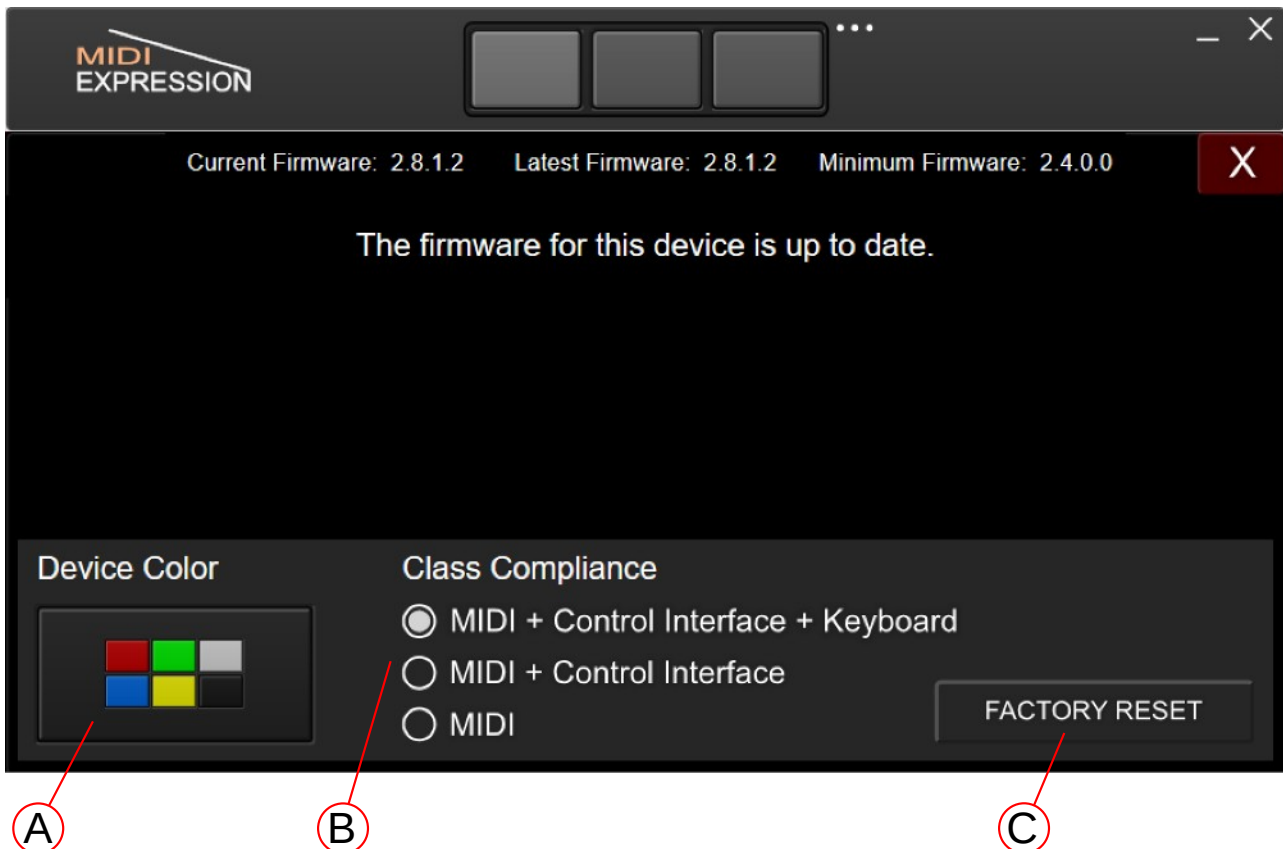 MIDI
EXPRESSION
Current Firmware: 2.8.1.2 Latest Firmware: 2.8.1.2 Minimum Firmware: 2.4.0.0 X
The firmware for this device is up to date.
Device Color
Class Compliance
MIDI + Control Interface + Keyboard
MIDI + Control Interface
MIDI
FACTORY RESET
A B C